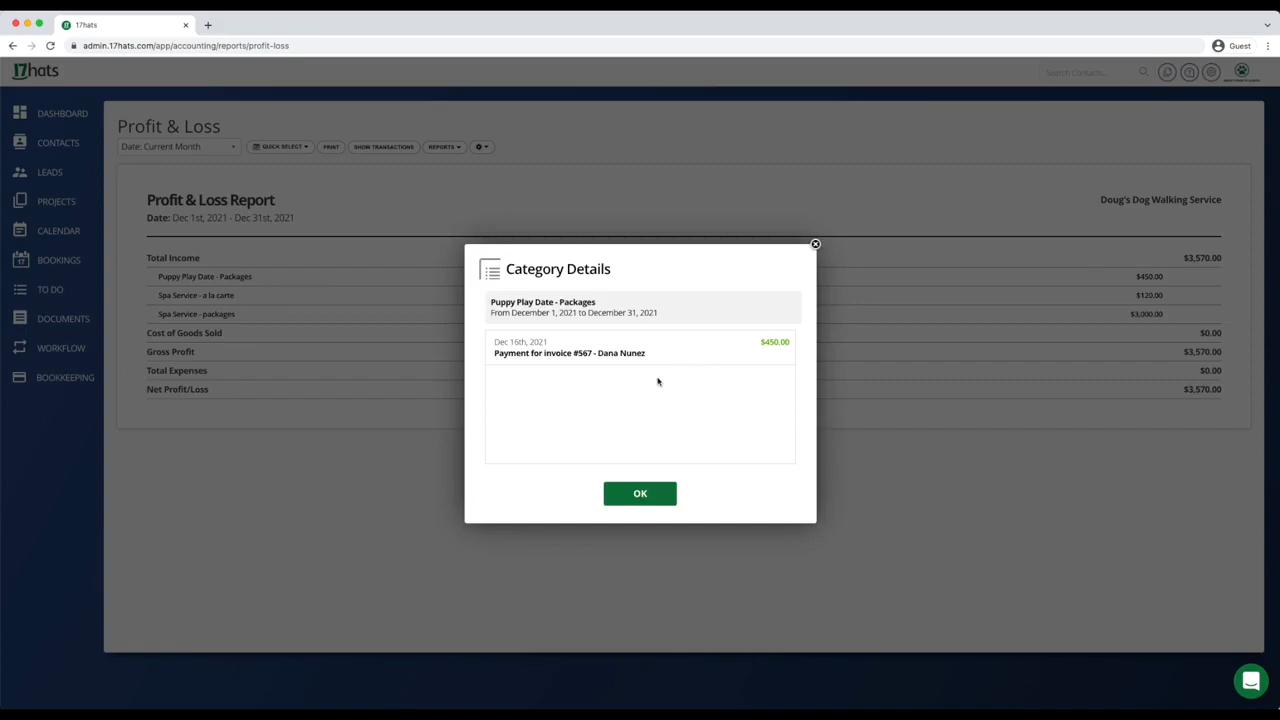 17hats
admin.17hats.com/app/accounting/reports/profit-loss
Guest
17hats
Search Contacts...
DASHBOARD
CONTACTS
LEADS
PROJECTS
CALENDAR
BOOKINGS
TO DO
DOCUMENTS
WORKFLOW
BOOKKEEPING
Profit & Loss
Date: Current Month
QUICK SELECT
PRINT
SHOW TRANSACTIONS
REPORTS
Profit & Loss Report
Doug's Dog Walking Service
Date: Dec 1st, 2021 - Dec 31st, 2021
Total Income $3,570.00
Puppy Play Date - Packages $450.00
Spa Service - a la carte $120.00
Spa Service - packages $3,000.00
Cost of Goods Sold $0.00
Gross Profit $3,570.00
Total Expenses $0.00
Net Profit/Loss $3,570.00
Category Details
Puppy Play Date - Packages
From December 1, 2021 to December 31, 2021
Dec 16th, 2021 $450.00
Payment for invoice #567 - Dana Nunez
OK